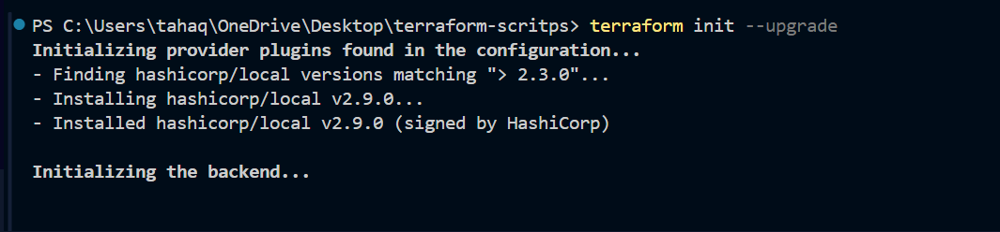 PS C:\Users\tahaq\OneDrive\Desktop\terraform-scritps> terraform init --upgrade
Initializing provider plugins found in the configuration...
- Finding hashicorp/local versions matching "> 2.3.0"...
- Installing hashicorp/local v2.9.0...
- Installed hashicorp/local v2.9.0 (signed by HashiCorp)
Initializing the backend...